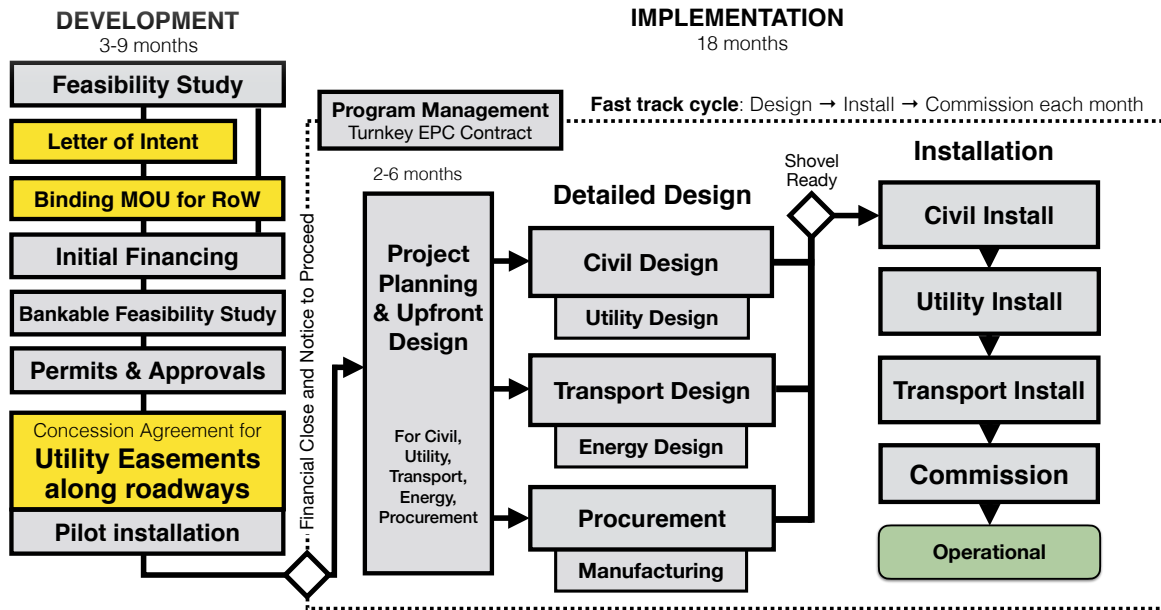 DEVELOPMENT
3-9 months
Feasibility Study
Letter of Intent
Binding MOU for RoW
Initial Financing
Bankable Feasibility Study
Permits & Approvals
Concession Agreement for
Utility Easements
along roadways
Pilot installation
Financial Close and Notice to Proceed
IMPLEMENTATION
18 months
Program Management
Turnkey EPC Contract
Fast track cycle: Design → Install → Commission each month
2-6 months
Project
Planning
& Upfront
Design
For Civil,
Utility,
Transport,
Energy,
Procurement
Detailed Design
Civil Design
Utility Design
Transport Design
Energy Design
Procurement
Manufacturing
Shovel
Ready
Installation
Civil Install
Utility Install
Transport Install
Commission
Operational